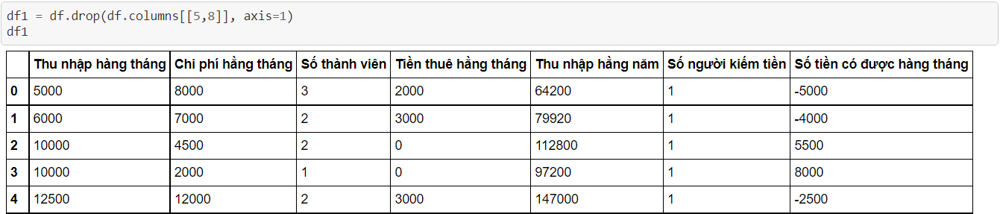 df1 = df.drop(df.columns[[5,8]], axis=1)
df1
Thu nhập hàng tháng Chi phí hằng tháng Số thành viên Tiền thuê hằng tháng Thu nhập hằng năm Số người kiếm tiền Số tiền có được hàng tháng
0 5000 8000 3 2000 64200 1 -5000
1 6000 7000 2 3000 79920 1 -4000
2 10000 4500 2 0 112800 1 5500
3 10000 2000 1 0 97200 1 8000
4 12500 12000 2 3000 147000 1 -2500